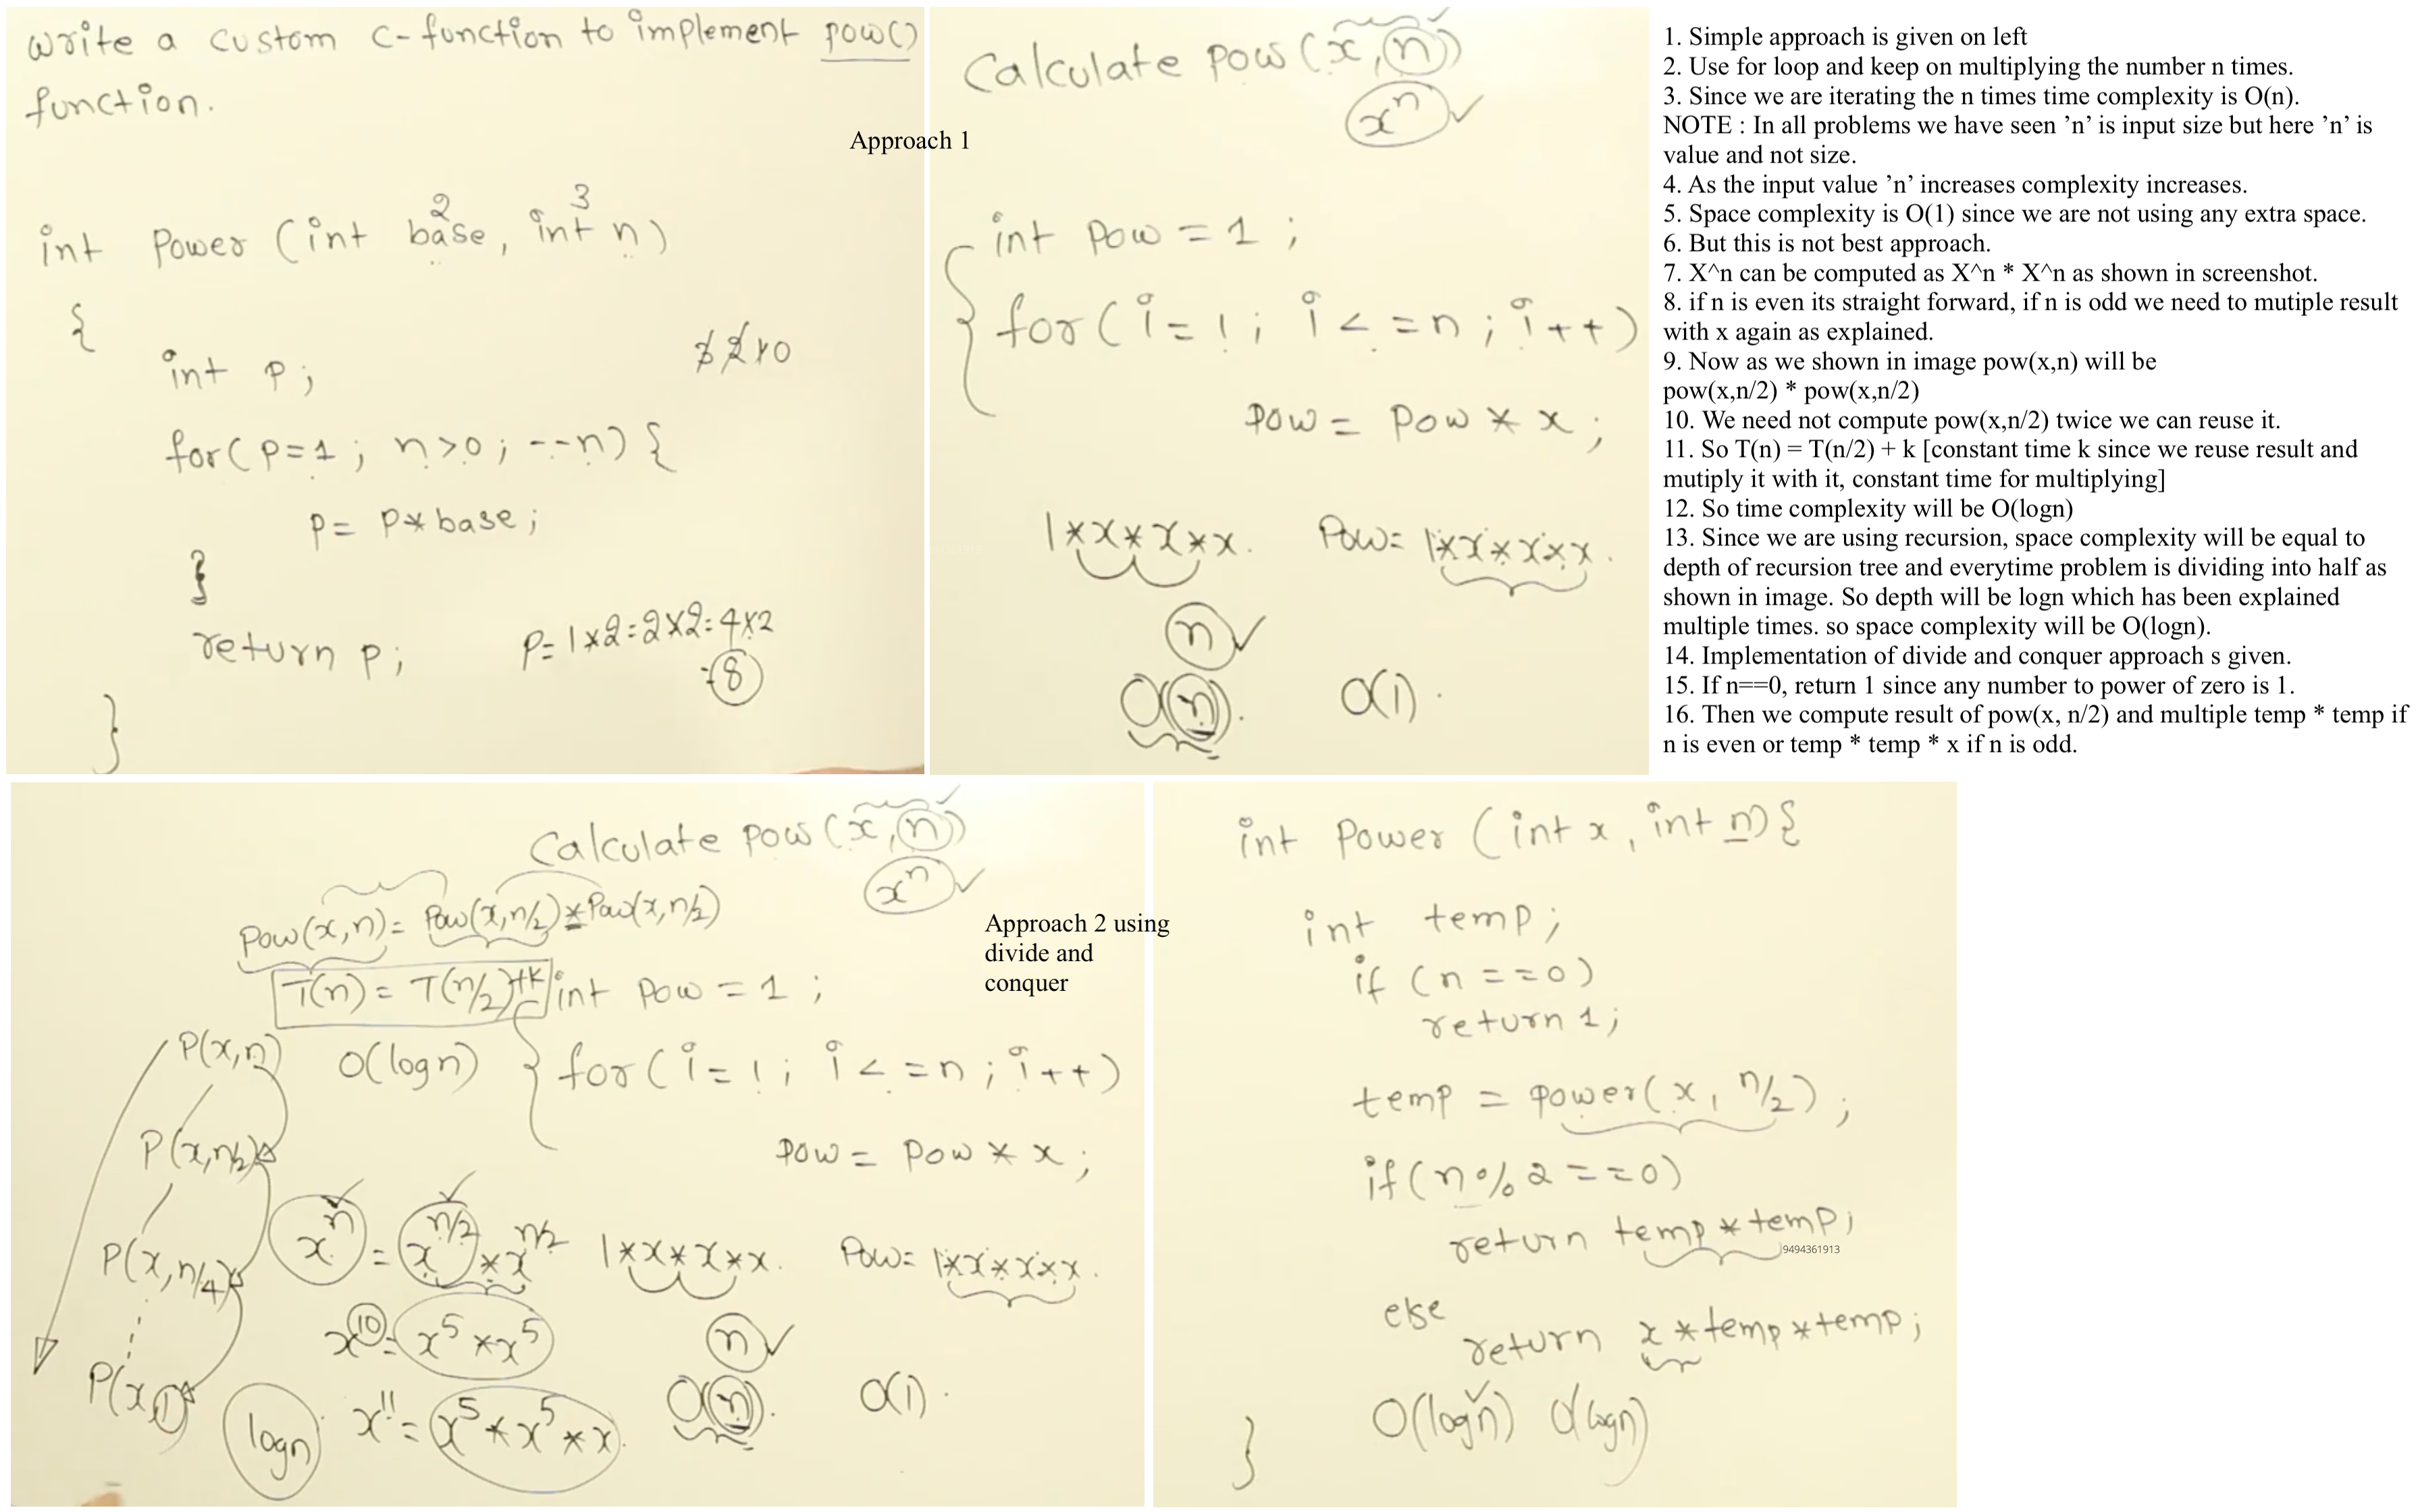 Write a custom C-function to implement pow()
function.
Approach 1
int Power (int base, int n)
2
3
{
int p;
3 2 1 0
for(p=1; n>0; --n){
p= p*base;
}
return p;
p= 1x2=2x2=4x2
=8
}
Calculate pow(x,n)
x^n
int pow = 1;
for(i=1; i<=n; i++)
pow = pow * x;
1*x*x*x. Pow= 1*x*x*x*x.
n
O(n). O(1).
1. Simple approach is given on left
2. Use for loop and keep on multiplying the number n times.
3. Since we are iterating the n times time complexity is O(n).
NOTE : In all problems we have seen ’n’ is input size but here ’n’ is
value and not size.
4. As the input value ’n’ increases complexity increases.
5. Space complexity is O(1) since we are not using any extra space.
6. But this is not best approach.
7. X^n can be computed as X^n * X^n as shown in screenshot.
8. if n is even its straight forward, if n is odd we need to mutiple result
with x again as explained.
9. Now as we shown in image pow(x,n) will be
pow(x,n/2) * pow(x,n/2)
10. We need not compute pow(x,n/2) twice we can reuse it.
11. So T(n) = T(n/2) + k [constant time k since we reuse result and
mutiply it with it, constant time for multiplying]
12. So time complexity will be O(logn)
13. Since we are using recursion, space complexity will be equal to
depth of recursion tree and everytime problem is dividing into half as
shown in image. So depth will be logn which has been explained
multiple times. so space complexity will be O(logn).
14. Implementation of divide and conquer approach s given.
15. If n==0, return 1 since any number to power of zero is 1.
16. Then we compute result of pow(x, n/2) and multiple temp * temp if
n is even or temp * temp * x if n is odd.
Calculate pow(x,n)
x^n
Pow(x,n)= Pow(x,n/2)*Pow(x,n/2)
Approach 2 using
divide and
conquer
T(n) = T(n/2)+k
int pow = 1;
P(x,n)
O(logn)
for(i=1; i<=n; i++)
P(x,n/2)
pow = pow * x;
P(x,n/4)
x^n = x^n/2 * x^n/2
1*x*x*x. Pow= 1*x*x*x*x.
x^10 = x^5 * x^5
n
P(x,1)
logn
x^11 = x^5 * x^5 * x.
O(n). O(1).
int Power (int x, int n){
int temp;
if (n==0)
return 1;
temp = power(x, n/2);
if(n%2==0)
return temp*temp;
9494361913
else
return x*temp*temp;
O(logn) O(logn)
}